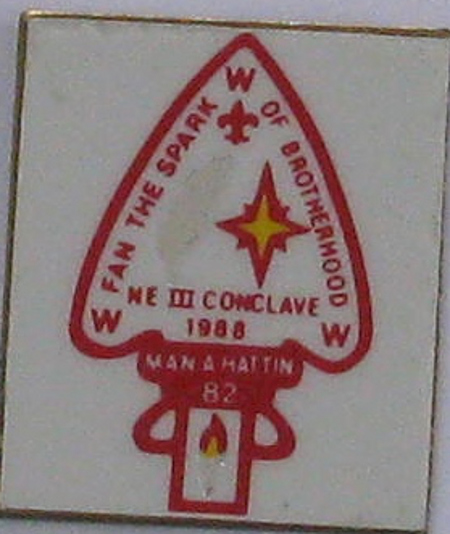 W
FAN THE SPARK OF BROTHERHOOD
NE III CONCLAVE
1988
W W
MAN A HATTIN
82